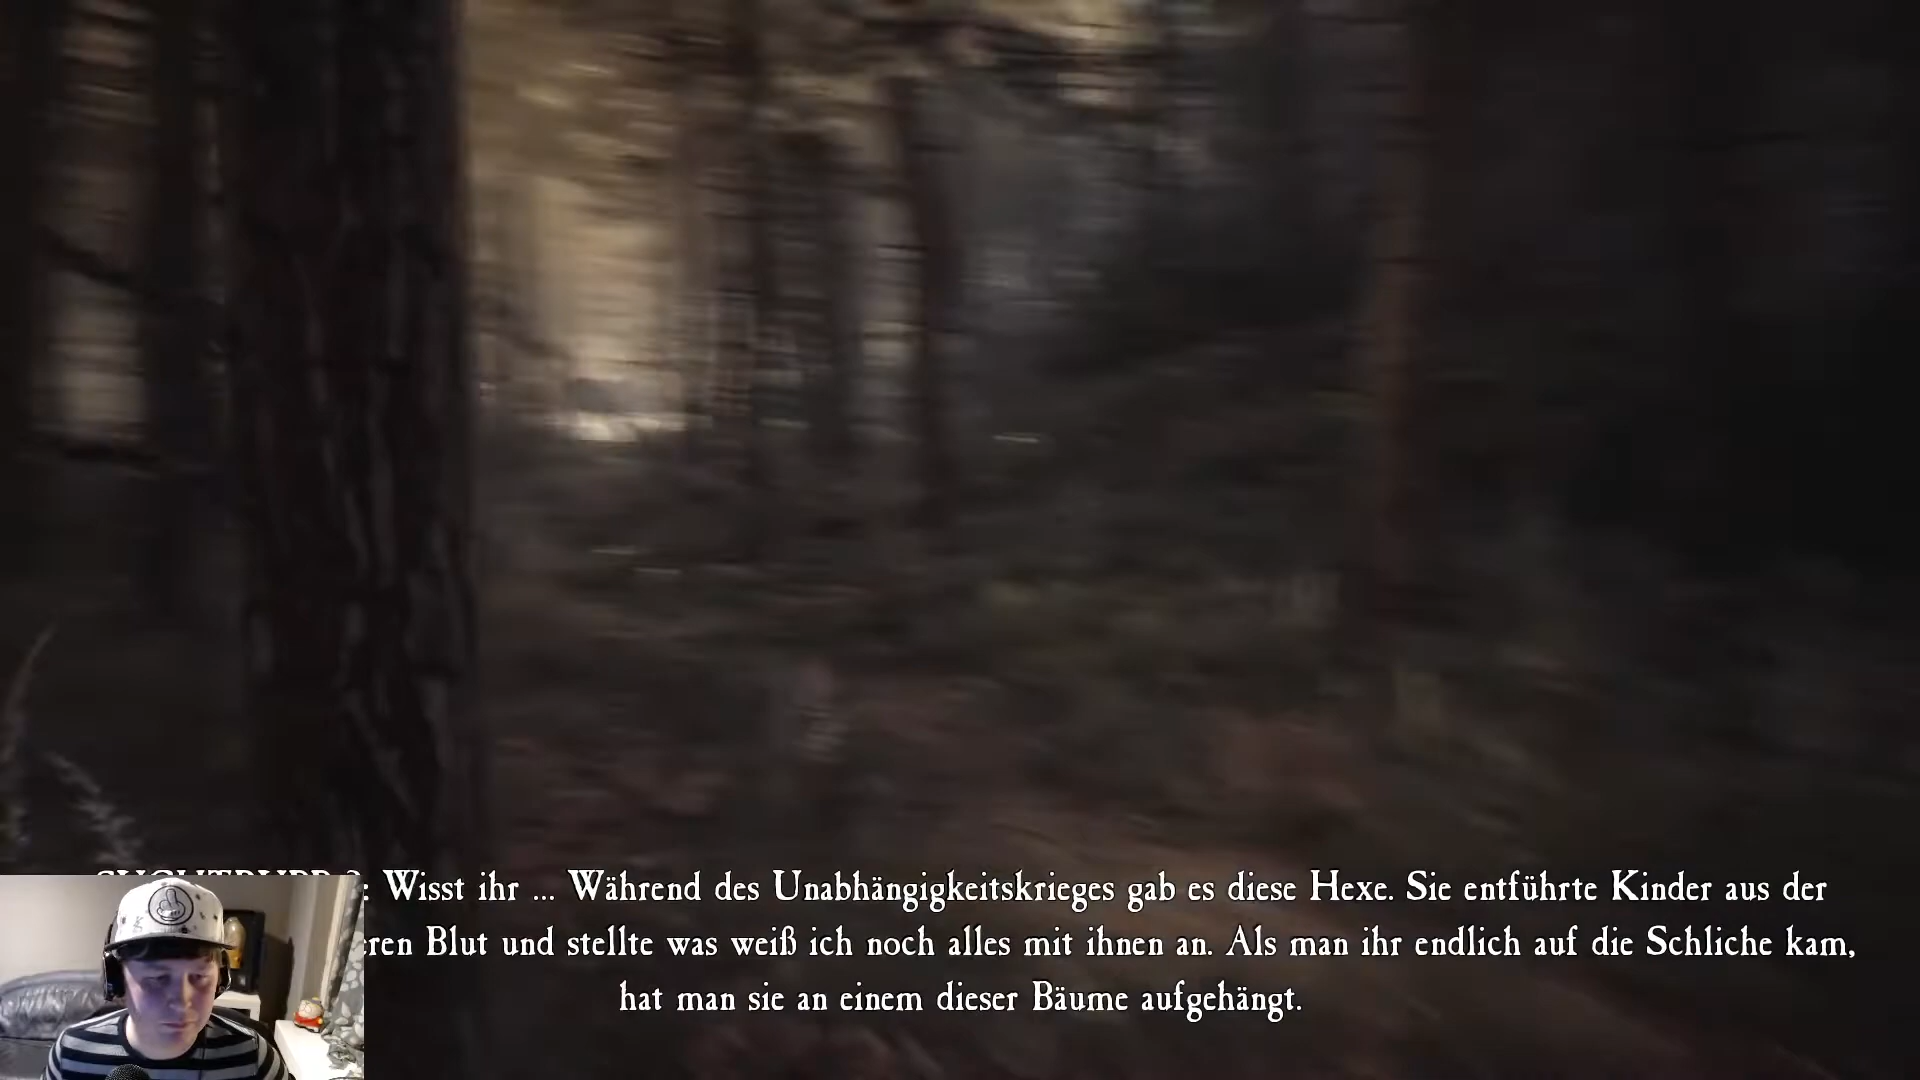 : Wisst ihr ... Während des Unabhängigkeitskrieges gab es diese Hexe. Sie entführte Kinder aus der
Blut und stellte was weiß ich noch alles mit ihnen an. Als man ihr endlich auf die Schliche kam,
hat man sie an einem dieser Bäume aufgehängt.